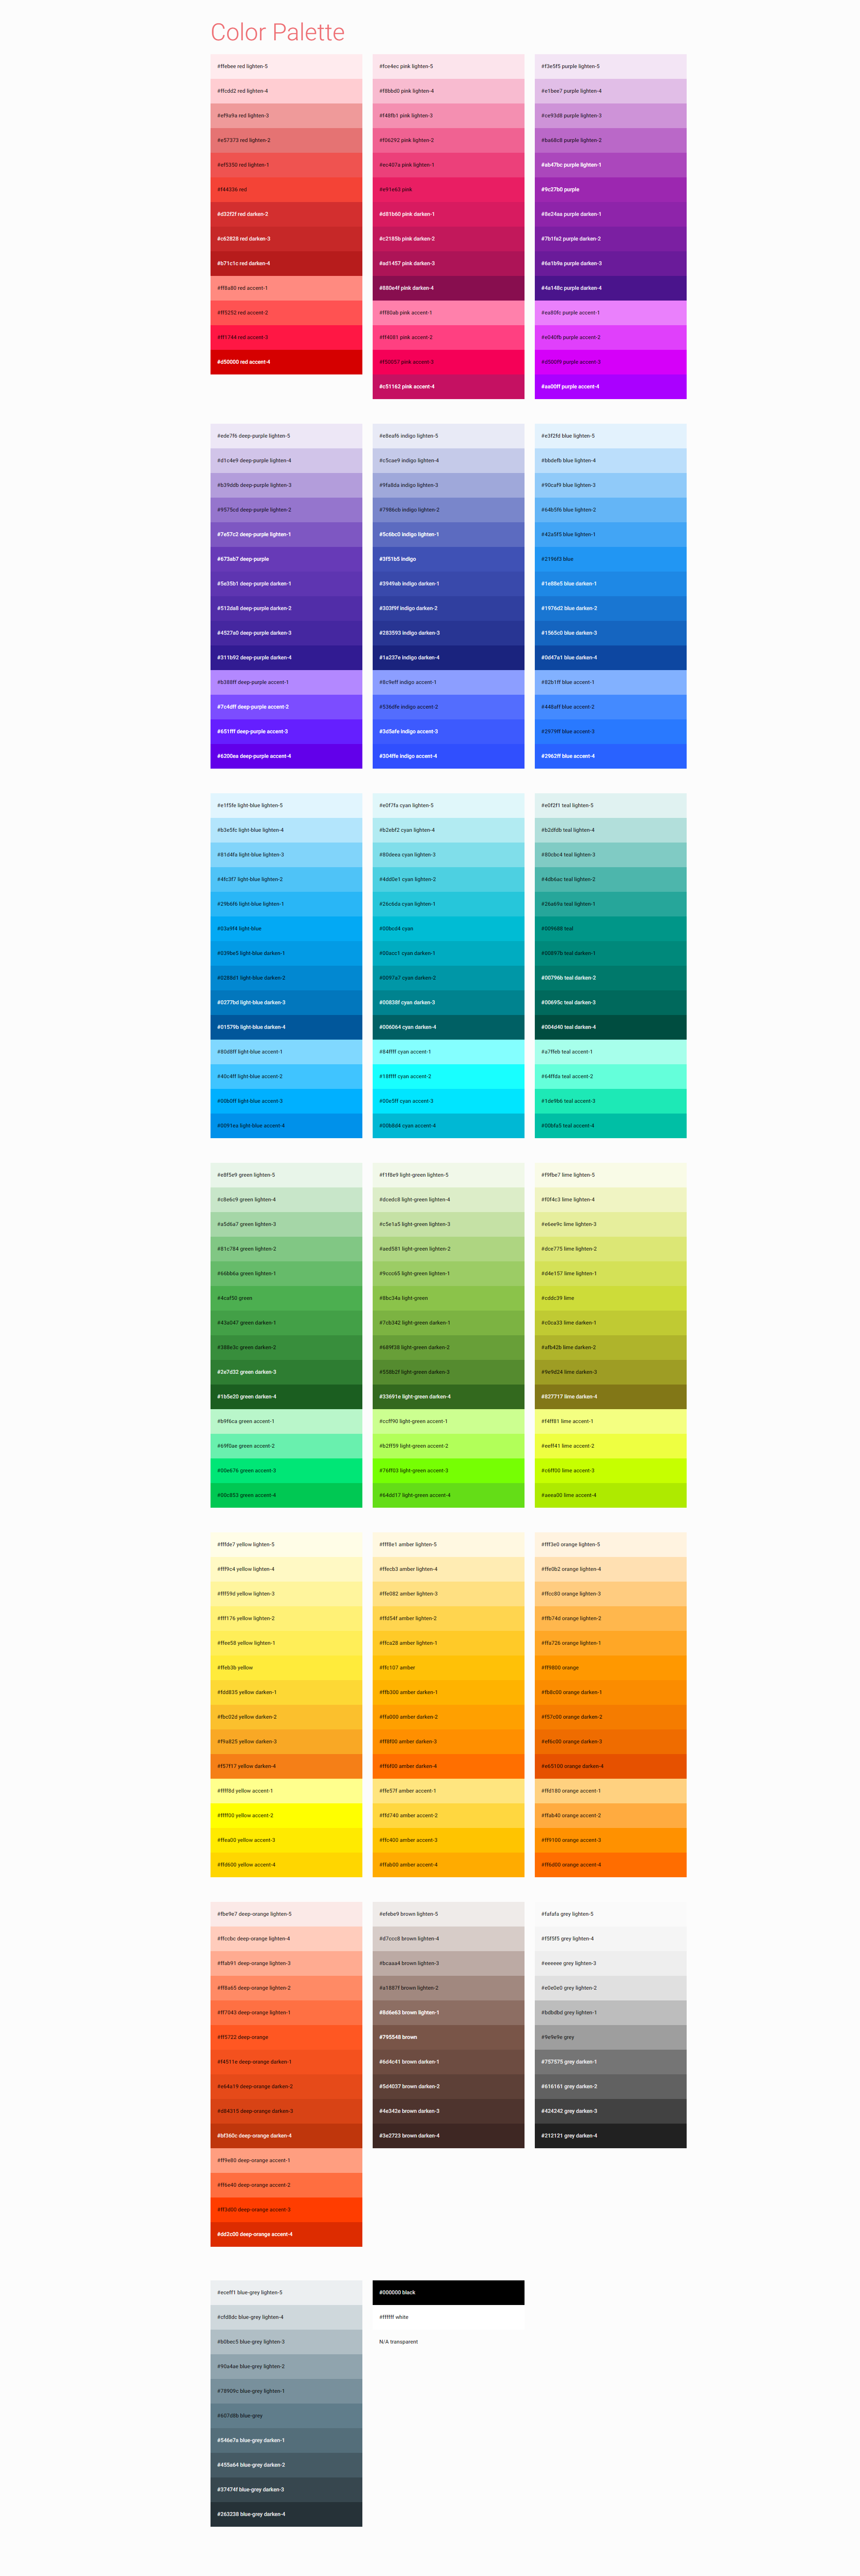 Color Palette
#ffebee red lighten-5
#ffcdd2 red lighten-4
#ef9a9a red lighten-3
#e57373 red lighten-2
#ef5350 red lighten-1
#f44336 red
#d32f2f red darken-2
#c62828 red darken-3
#b71c1c red darken-4
#ff8a80 red accent-1
#ff5252 red accent-2
#ff1744 red accent-3
#d50000 red accent-4
#fce4ec pink lighten-5
#f8bbd0 pink lighten-4
#f48fb1 pink lighten-3
#f06292 pink lighten-2
#ec407a pink lighten-1
#e91e63 pink
#d81b60 pink darken-1
#c2185b pink darken-2
#ad1457 pink darken-3
#880e4f pink darken-4
#ff80ab pink accent-1
#ff4081 pink accent-2
#f50057 pink accent-3
#c51162 pink accent-4
#f3e5f5 purple lighten-5
#e1bee7 purple lighten-4
#ce93d8 purple lighten-3
#ba68c8 purple lighten-2
#ab47bc purple lighten-1
#9c27b0 purple
#8e24aa purple darken-1
#7b1fa2 purple darken-2
#6a1b9a purple darken-3
#4a148c purple darken-4
#ea80fc purple accent-1
#e040fb purple accent-2
#d500f9 purple accent-3
#aa00ff purple accent-4
#ede7f6 deep-purple lighten-5
#d1c4e9 deep-purple lighten-4
#b39ddb deep-purple lighten-3
#9575cd deep-purple lighten-2
#7e57c2 deep-purple lighten-1
#673ab7 deep-purple
#5e35b1 deep-purple darken-1
#512da8 deep-purple darken-2
#4527a0 deep-purple darken-3
#311b92 deep-purple darken-4
#b388ff deep-purple accent-1
#7c4dff deep-purple accent-2
#651fff deep-purple accent-3
#6200ea deep-purple accent-4
#e8eaf6 indigo lighten-5
#c5cae9 indigo lighten-4
#9fa8da indigo lighten-3
#7986cb indigo lighten-2
#5c6bc0 indigo lighten-1
#3f51b5 indigo
#3949ab indigo darken-1
#303f9f indigo darken-2
#283593 indigo darken-3
#1a237e indigo darken-4
#8c9eff indigo accent-1
#536dfe indigo accent-2
#3d5afe indigo accent-3
#304ffe indigo accent-4
#e3f2fd blue lighten-5
#bbdefb blue lighten-4
#90caf9 blue lighten-3
#64b5f6 blue lighten-2
#42a5f5 blue lighten-1
#2196f3 blue
#1e88e5 blue darken-1
#1976d2 blue darken-2
#1565c0 blue darken-3
#0d47a1 blue darken-4
#82b1ff blue accent-1
#448aff blue accent-2
#2979ff blue accent-3
#2962ff blue accent-4
#e1f5fe light-blue lighten-5
#b3e5fc light-blue lighten-4
#81d4fa light-blue lighten-3
#4fc3f7 light-blue lighten-2
#29b6f6 light-blue lighten-1
#03a9f4 light-blue
#039be5 light-blue darken-1
#0288d1 light-blue darken-2
#0277bd light-blue darken-3
#01579b light-blue darken-4
#80d8ff light-blue accent-1
#40c4ff light-blue accent-2
#00b0ff light-blue accent-3
#0091ea light-blue accent-4
#e0f7fa cyan lighten-5
#b2ebf2 cyan lighten-4
#80deea cyan lighten-3
#4dd0e1 cyan lighten-2
#26c6da cyan lighten-1
#00bcd4 cyan
#00acc1 cyan darken-1
#0097a7 cyan darken-2
#00838f cyan darken-3
#006064 cyan darken-4
#84ffff cyan accent-1
#18ffff cyan accent-2
#00e5ff cyan accent-3
#00b8d4 cyan accent-4
#e0f2f1 teal lighten-5
#b2dfdb teal lighten-4
#80cbc4 teal lighten-3
#4db6ac teal lighten-2
#26a69a teal lighten-1
#009688 teal
#00897b teal darken-1
#00796b teal darken-2
#00695c teal darken-3
#004d40 teal darken-4
#a7ffeb teal accent-1
#64ffda teal accent-2
#1de9b6 teal accent-3
#00bfa5 teal accent-4
#e8f5e9 green lighten-5
#c8e6c9 green lighten-4
#a5d6a7 green lighten-3
#81c784 green lighten-2
#66bb6a green lighten-1
#4caf50 green
#43a047 green darken-1
#388e3c green darken-2
#2e7d32 green darken-3
#1b5e20 green darken-4
#b9f6ca green accent-1
#69f0ae green accent-2
#00e676 green accent-3
#00c853 green accent-4
#f1f8e9 light-green lighten-5
#dcedc8 light-green lighten-4
#c5e1a5 light-green lighten-3
#aed581 light-green lighten-2
#9ccc65 light-green lighten-1
#8bc34a light-green
#7cb342 light-green darken-1
#689f38 light-green darken-2
#558b2f light-green darken-3
#33691e light-green darken-4
#ccff90 light-green accent-1
#b2ff59 light-green accent-2
#76ff03 light-green accent-3
#64dd17 light-green accent-4
#f9fbe7 lime lighten-5
#f0f4c3 lime lighten-4
#e6ee9c lime lighten-3
#dce775 lime lighten-2
#d4e157 lime lighten-1
#cddc39 lime
#c0ca33 lime darken-1
#afb42b lime darken-2
#9e9d24 lime darken-3
#827717 lime darken-4
#f4ff81 lime accent-1
#eeff41 lime accent-2
#c6ff00 lime accent-3
#aeea00 lime accent-4
#fffde7 yellow lighten-5
#fff9c4 yellow lighten-4
#fff59d yellow lighten-3
#fff176 yellow lighten-2
#ffee58 yellow lighten-1
#ffeb3b yellow
#fdd835 yellow darken-1
#fbc02d yellow darken-2
#f9a825 yellow darken-3
#f57f17 yellow darken-4
#ffff8d yellow accent-1
#ffff00 yellow accent-2
#ffea00 yellow accent-3
#ffd600 yellow accent-4
#fff8e1 amber lighten-5
#ffecb3 amber lighten-4
#ffe082 amber lighten-3
#ffd54f amber lighten-2
#ffca28 amber lighten-1
#ffc107 amber
#ffb300 amber darken-1
#ffa000 amber darken-2
#ff8f00 amber darken-3
#ff6f00 amber darken-4
#ffe57f amber accent-1
#ffd740 amber accent-2
#ffc400 amber accent-3
#ffab00 amber accent-4
#fff3e0 orange lighten-5
#ffe0b2 orange lighten-4
#ffcc80 orange lighten-3
#ffb74d orange lighten-2
#ffa726 orange lighten-1
#ff9800 orange
#fb8c00 orange darken-1
#f57c00 orange darken-2
#ef6c00 orange darken-3
#e65100 orange darken-4
#ffd180 orange accent-1
#ffab40 orange accent-2
#ff9100 orange accent-3
#ff6d00 orange accent-4
#fbe9e7 deep-orange lighten-5
#ffccbc deep-orange lighten-4
#ffab91 deep-orange lighten-3
#ff8a65 deep-orange lighten-2
#ff7043 deep-orange lighten-1
#ff5722 deep-orange
#f4511e deep-orange darken-1
#e64a19 deep-orange darken-2
#d84315 deep-orange darken-3
#bf360c deep-orange darken-4
#ff9e80 deep-orange accent-1
#ff6e40 deep-orange accent-2
#ff3d00 deep-orange accent-3
#dd2c00 deep-orange accent-4
#efebe9 brown lighten-5
#d7ccc8 brown lighten-4
#bcaaa4 brown lighten-3
#a1887f brown lighten-2
#8d6e63 brown lighten-1
#795548 brown
#6d4c41 brown darken-1
#5d4037 brown darken-2
#4e342e brown darken-3
#3e2723 brown darken-4
#fafafa grey lighten-5
#f5f5f5 grey lighten-4
#eeeeee grey lighten-3
#e0e0e0 grey lighten-2
#bdbdbd grey lighten-1
#9e9e9e grey
#757575 grey darken-1
#616161 grey darken-2
#424242 grey darken-3
#212121 grey darken-4
#eceff1 blue-grey lighten-5
#cfd8dc blue-grey lighten-4
#b0bec5 blue-grey lighten-3
#90a4ae blue-grey lighten-2
#78909c blue-grey lighten-1
#607d8b blue-grey
#546e7a blue-grey darken-1
#455a64 blue-grey darken-2
#37474f blue-grey darken-3
#263238 blue-grey darken-4
#000000 black
#ffffff white
N/A transparent